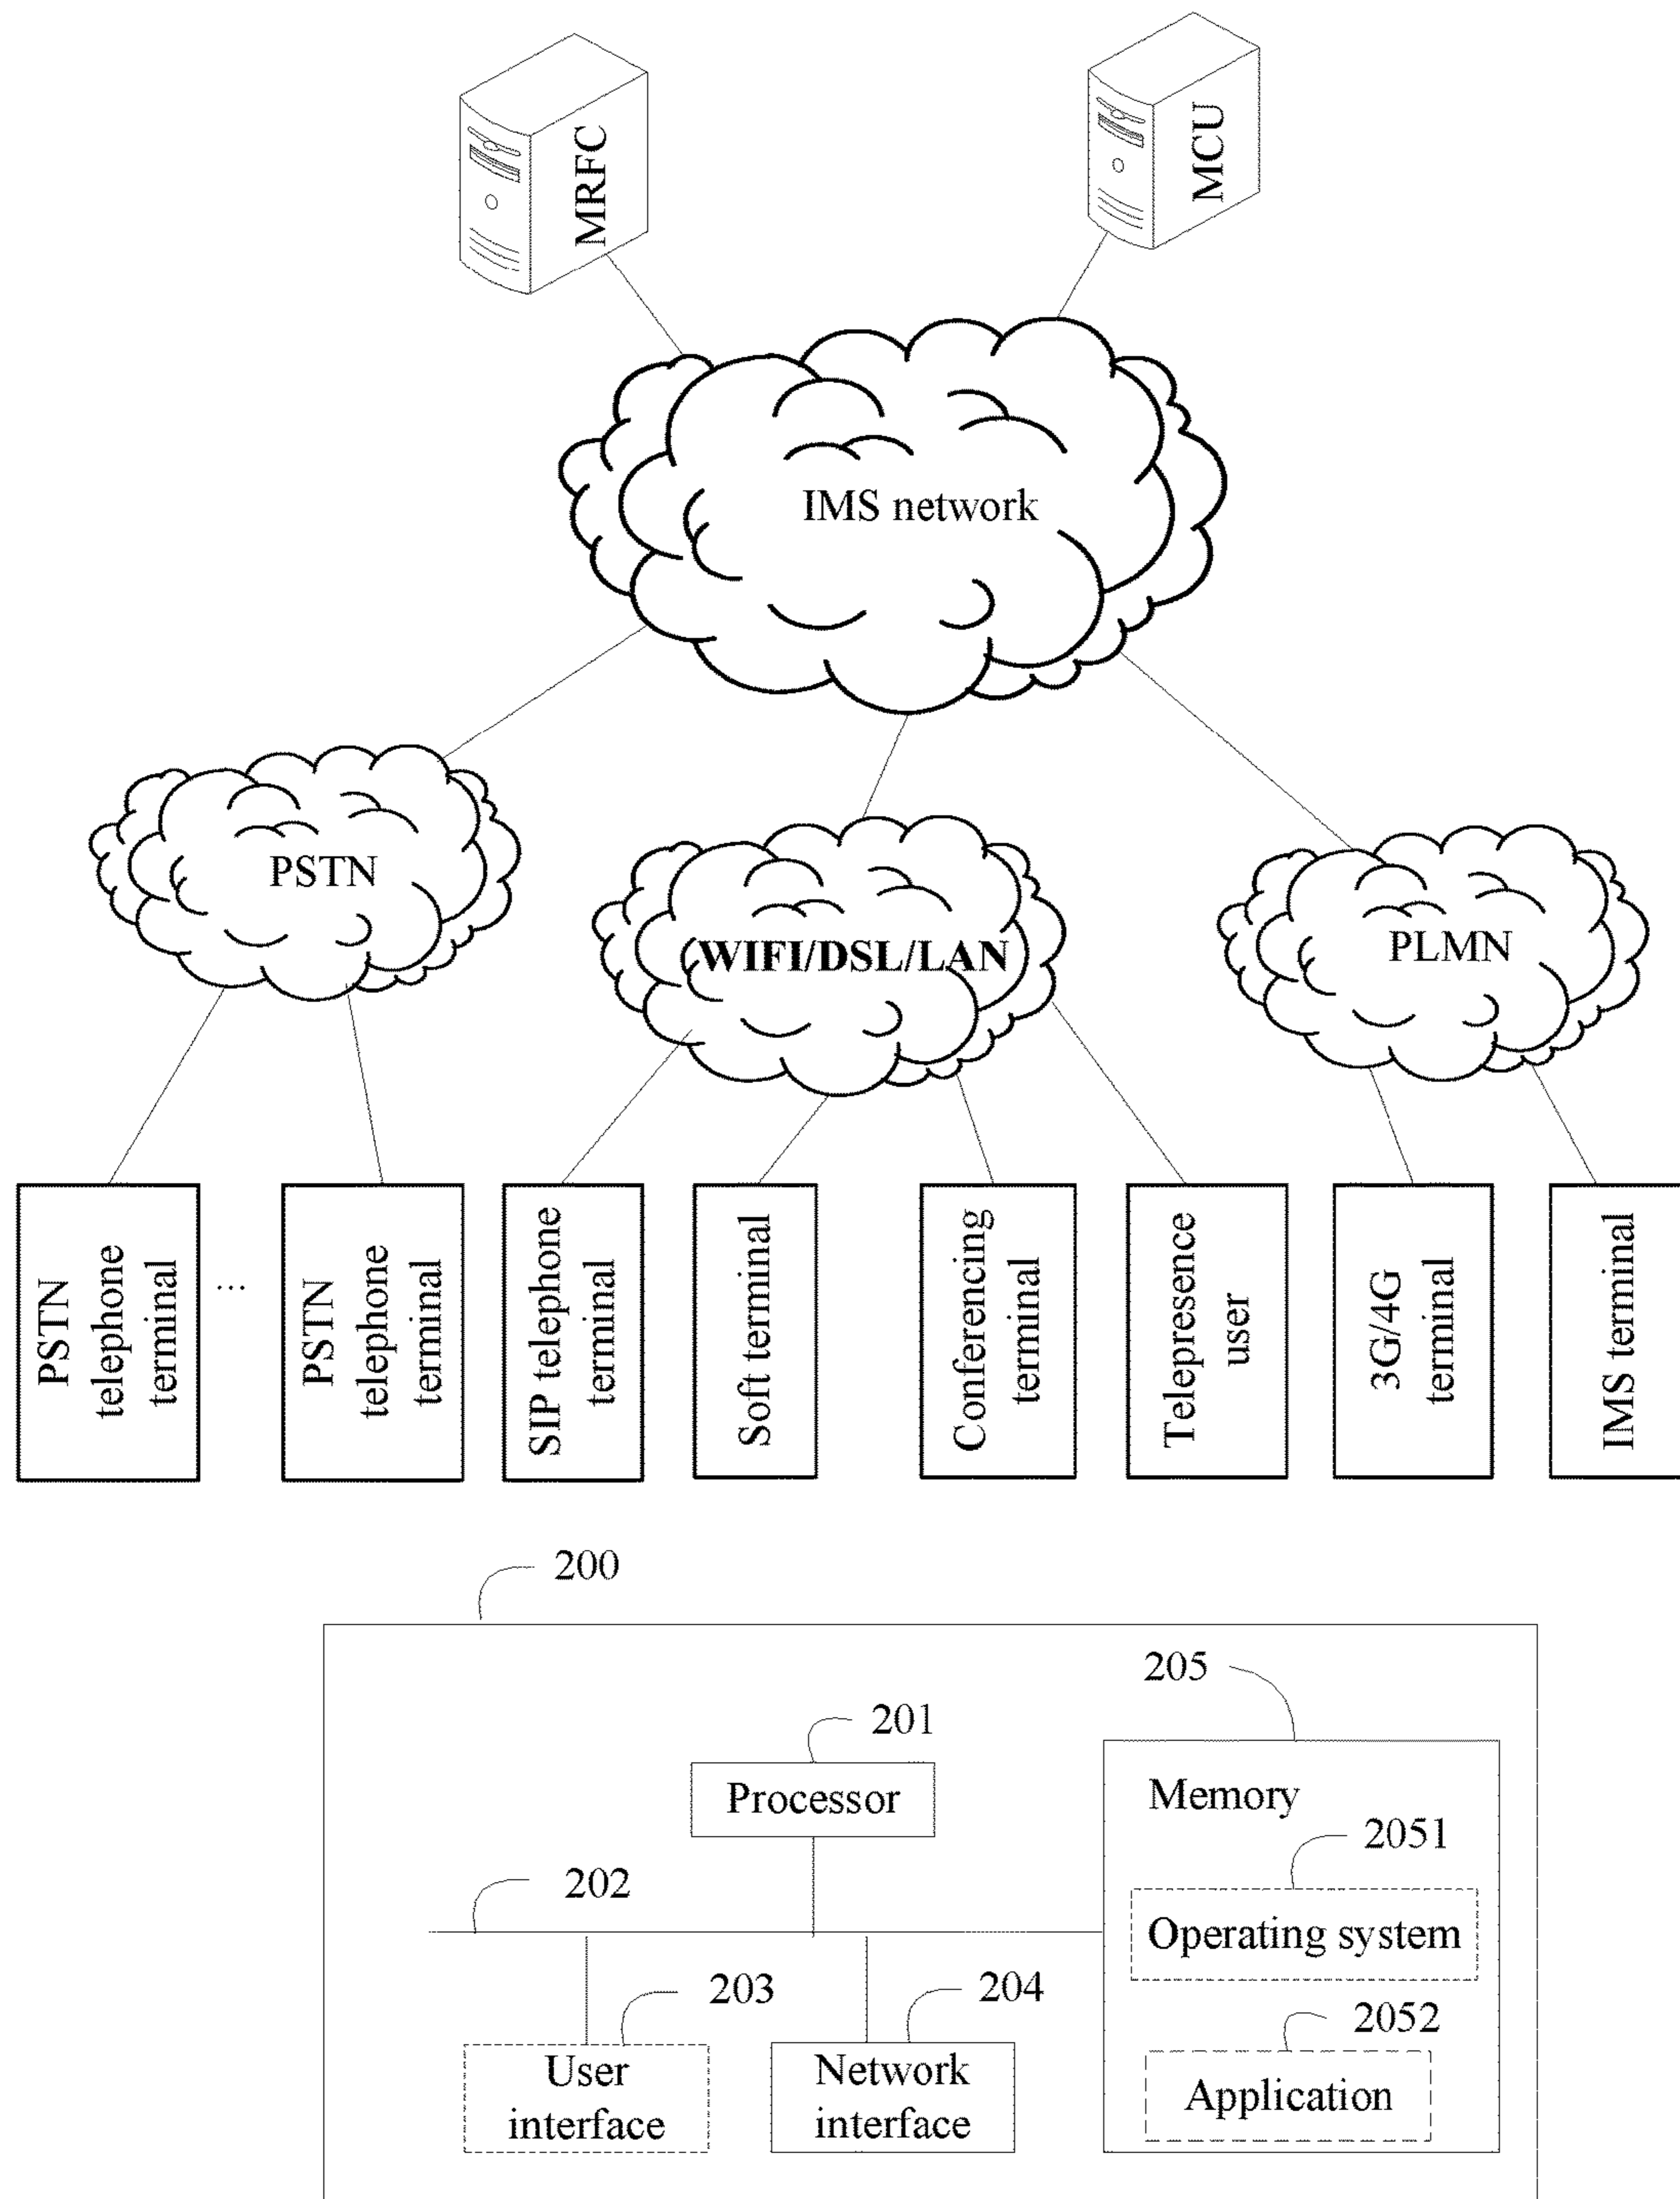 MRFC
MCU
IMS network
PSTN
WIFI/DSL/LAN
PLMN
PSTN
telephone
terminal
...
PSTN
telephone
terminal
SIP telephone
terminal
Soft terminal
Conferencing
terminal
Telepresence
user
3G/4G
terminal
IMS terminal
200
205
201
Processor
Memory
2051
202
Operating system
203
204
2052
User
interface
Network
interface
Application